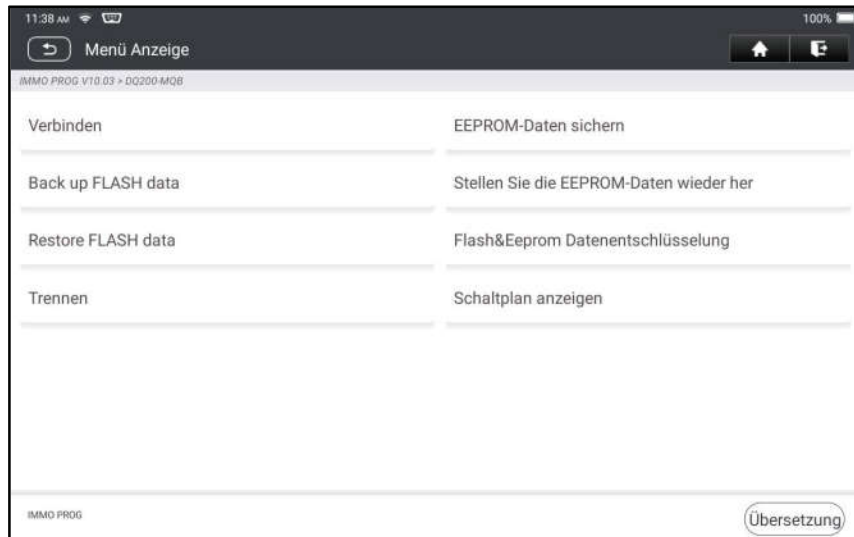 11:38 AM
100%
Menü Anzeige
IMMO PROG V10.03 > DQ200-MQB
Verbinden
EEPROM-Daten sichern
Back up FLASH data
Stellen Sie die EEPROM-Daten wieder her
Restore FLASH data
Flash&Eeprom Datenentschlüsselung
Trennen
Schaltplan anzeigen
IMMO PROG
Übersetzung